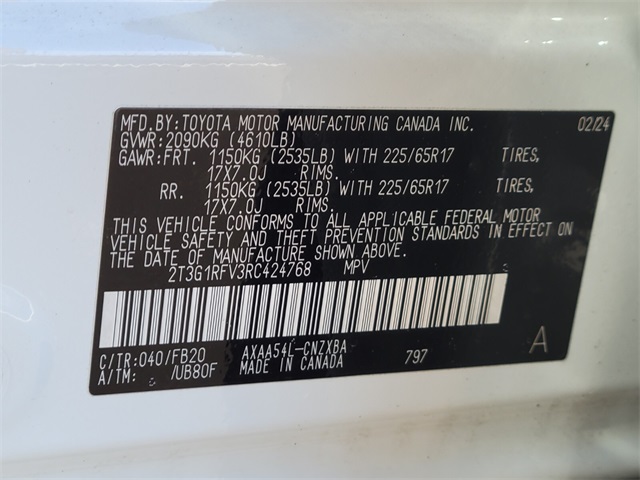 MFD.BY:TOYOTA MOTOR MANUFACTURING CANADA INC. 02/24
GVWR:2090KG (4610LB)
GAWR:FRT. 1150KG (2535LB) WITH 225/65R17 TIRES,
17X7.0J RIMS.
RR. 1150KG (2535LB) WITH 225/65R17 TIRES,
17X7.0J RIMS.
THIS VEHICLE CONFORMS TO ALL APPLICABLE FEDERAL MOTOR
VEHICLE SAFETY AND THEFT PREVENTION STANDARDS IN EFFECT ON
THE DATE OF MANUFACTURE SHOWN ABOVE.
2T3G1RFV3RC424768 MPV
C/TR:040/FB20 AXAA54L-CNZXBA 797 A
A/TM: /UB80F MADE IN CANADA